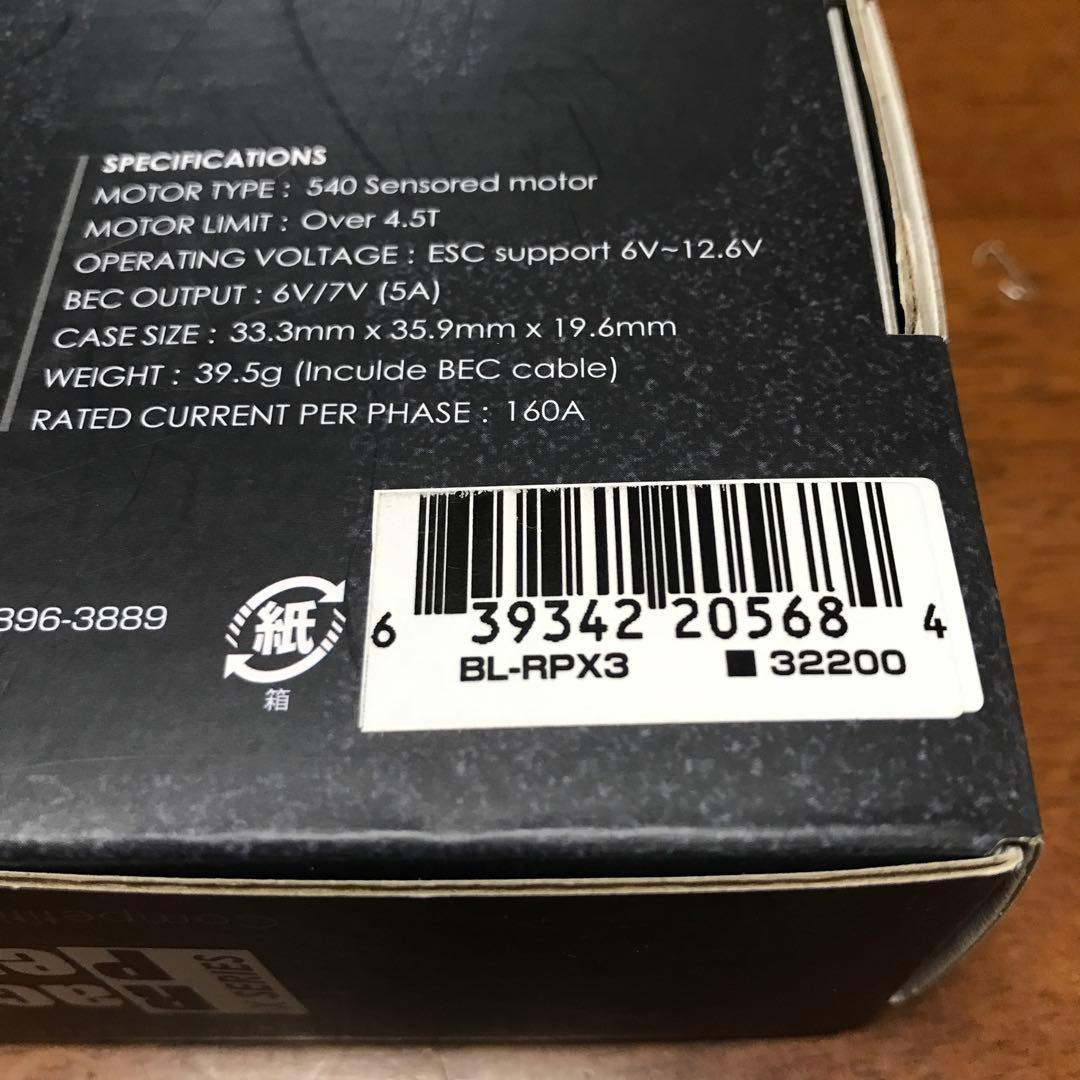 SPECIFICATIONS
MOTOR TYPE : 540 Sensored motor
MOTOR LIMIT : Over 4.5T
OPERATING VOLTAGE : ESC support 6V~12.6V
BEC OUTPUT : 6V/7V (5A)
CASE SIZE : 33.3mm x 35.9mm x 19.6mm
WEIGHT : 39.5g (Inculde BEC cable)
RATED CURRENT PER PHASE : 160A
896-3889
紙
箱
6 39342 20568 4
BL-RPX3 ■32200
SERIES